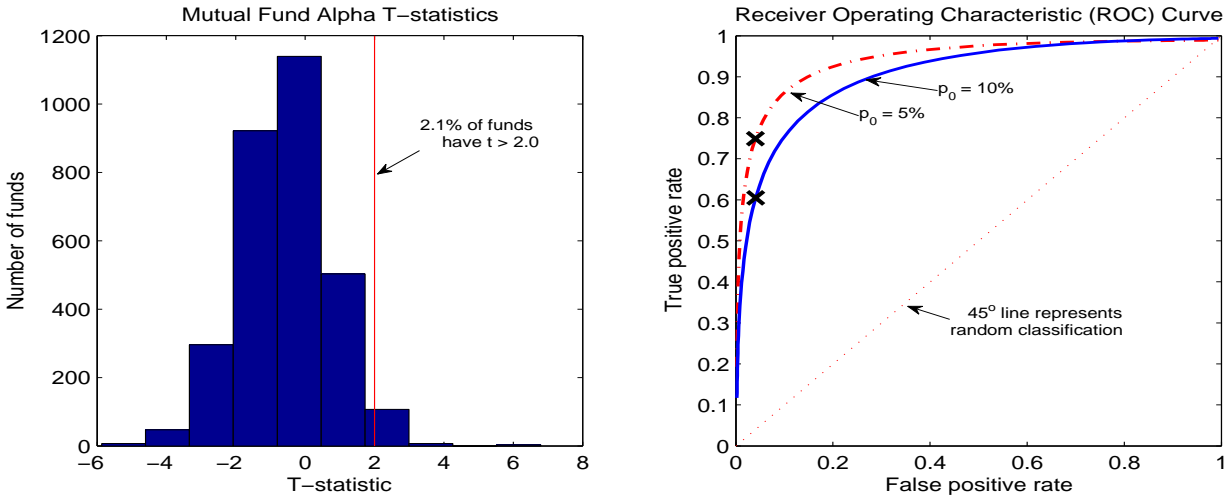 Mutual Fund Alpha T−statistics
1200
1000
800
600
400
200
0
−6
−4
−2
0
2
4
6
8
Number of funds
T−statistic
2.1% of funds
have t > 2.0
Receiver Operating Characteristic (ROC) Curve
1
0.9
0.8
0.7
0.6
0.5
0.4
0.3
0.2
0.1
0
0
0.2
0.4
0.6
0.8
1
True positive rate
False positive rate
p0 = 10%
p0 = 5%
45o line represents
random classification